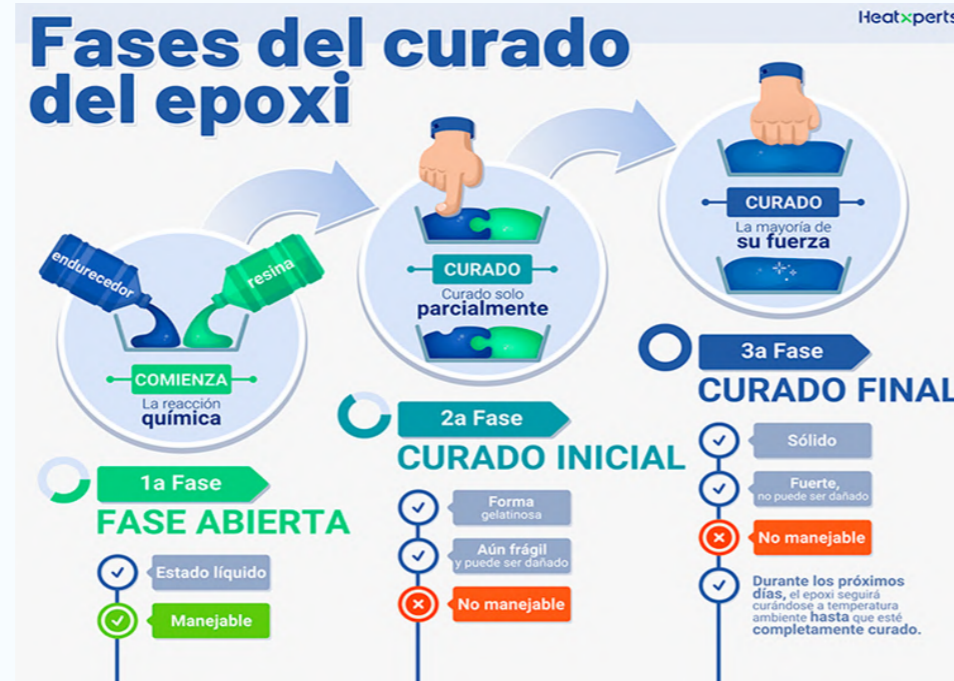 Heatxperts
Fases del curado
del epoxi
endurecedor
resina
COMIENZA
La reacción
química
1a Fase
FASE ABIERTA
Estado líquido
Manejable
CURADO
Curado solo
parcialmente
2a Fase
CURADO INICIAL
Forma
gelatinosa
Aún frágil
y puede ser dañado
No manejable
CURADO
La mayoría de
su fuerza
3a Fase
CURADO FINAL
Sólido
Fuerte,
no puede ser dañado
No manejable
Durante los próximos
días, el epoxi seguirá
curándose a temperatura
ambiente hasta que esté
completamente curado.